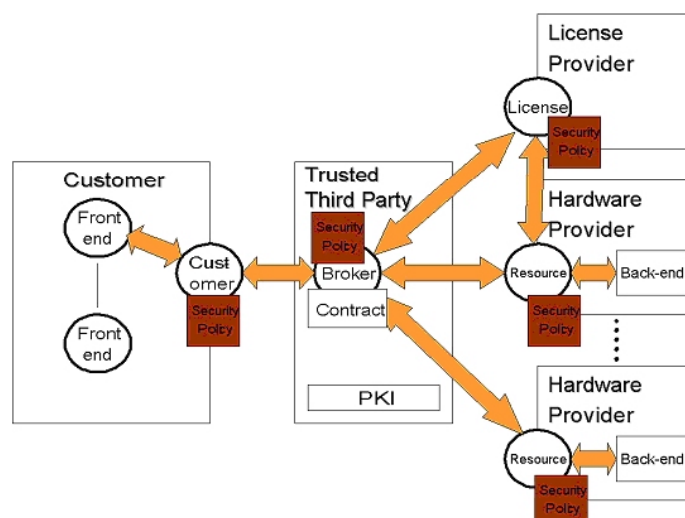 License
Provider
License
Security
Policy
Customer
Front
end
Front
end
Cust
omer
Security
Policy
Trusted
Third Party
Security
Policy
Broker
Contract
PKI
Hardware
Provider
Resource
Back-end
Security
Policy
Hardware
Provider
Resource
Back-end
Security
Policy